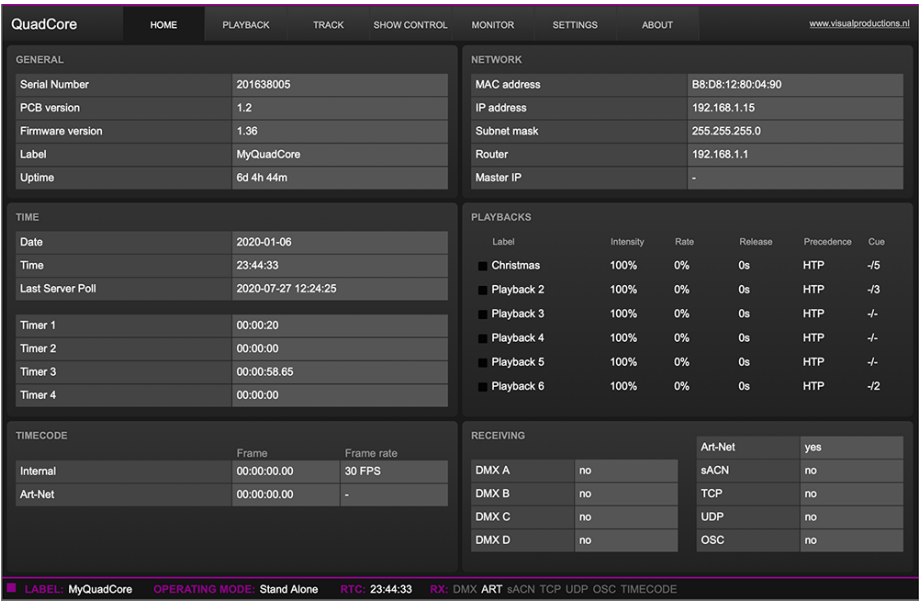 QuadCore HOME PLAYBACK TRACK SHOW CONTROL MONITOR SETTINGS ABOUT www.visualproductions.nl
GENERAL
Serial Number 201638005
PCB version 1.2
Firmware version 1.36
Label MyQuadCore
Uptime 6d 4h 44m
NETWORK
MAC address B8:D8:12:80:04:90
IP address 192.168.1.15
Subnet mask 255.255.255.0
Router 192.168.1.1
Master IP -
TIME
Date 2020-01-06
Time 23:44:33
Last Server Poll 2020-07-27 12:24:25
Timer 1 00:00:20
Timer 2 00:00:00
Timer 3 00:00:58.65
Timer 4 00:00:00
PLAYBACKS
Label Intensity Rate Release Precedence Cue
Christmas 100% 0% 0s HTP -/5
Playback 2 100% 0% 0s HTP -/3
Playback 3 100% 0% 0s HTP -/-
Playback 4 100% 0% 0s HTP -/-
Playback 5 100% 0% 0s HTP -/-
Playback 6 100% 0% 0s HTP -/2
TIMECODE
Frame Frame rate
Internal 00:00:00.00 30 FPS
Art-Net 00:00:00.00 -
RECEIVING
Art-Net yes
DMX A no sACN no
DMX B no TCP no
DMX C no UDP no
DMX D no OSC no
LABEL: MyQuadCore OPERATING MODE: Stand Alone RTC: 23:44:33 RX: DMX ART sACN TCP UDP OSC TIMECODE